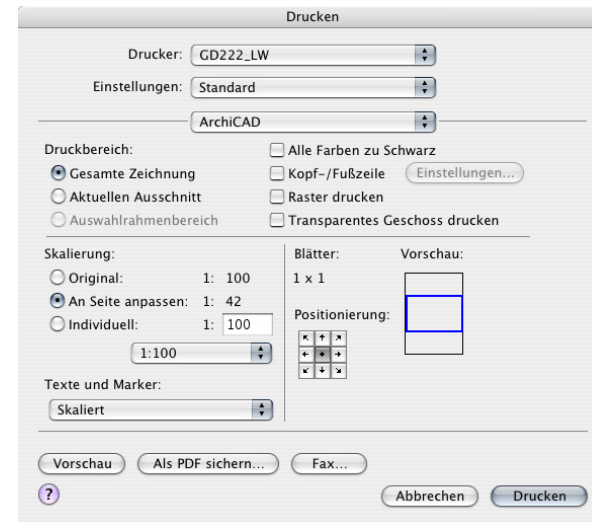 Drucken
Drucker: GD222_LW
Einstellungen: Standard
ArchiCAD
Druckbereich:
Gesamte Zeichnung
Aktuellen Ausschnitt
Auswahlrahmenbereich
Alle Farben zu Schwarz
Kopf-/Fußzeile Einstellungen...
Raster drucken
Transparentes Geschoss drucken
Skalierung:
Original: 1: 100
An Seite anpassen: 1: 42
Individuell: 1: 100
1:100
Texte und Marker:
Skaliert
Blätter:
1 x 1
Positionierung:
Vorschau:
Vorschau Als PDF sichern... Fax...
? Abbrechen Drucken